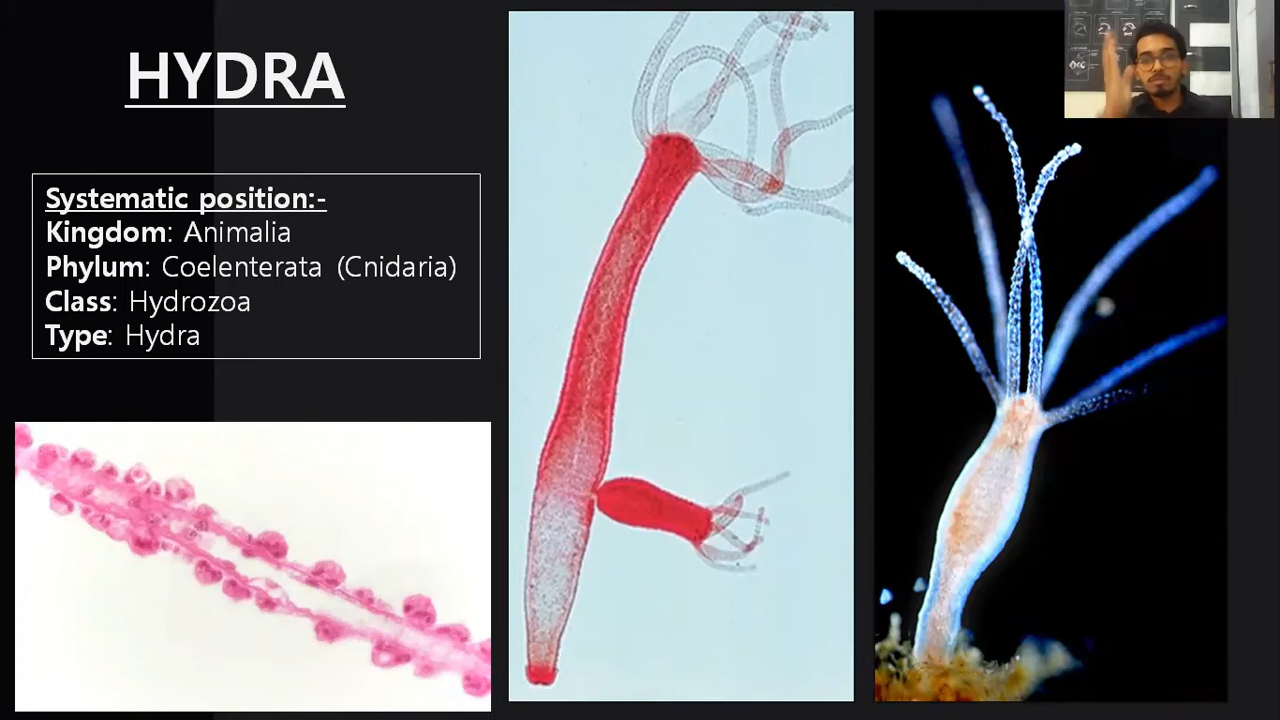 HYDRA
Systematic position:-
Kingdom: Animalia
Phylum: Coelenterata (Cnidaria)
Class: Hydrozoa
Type: Hydra